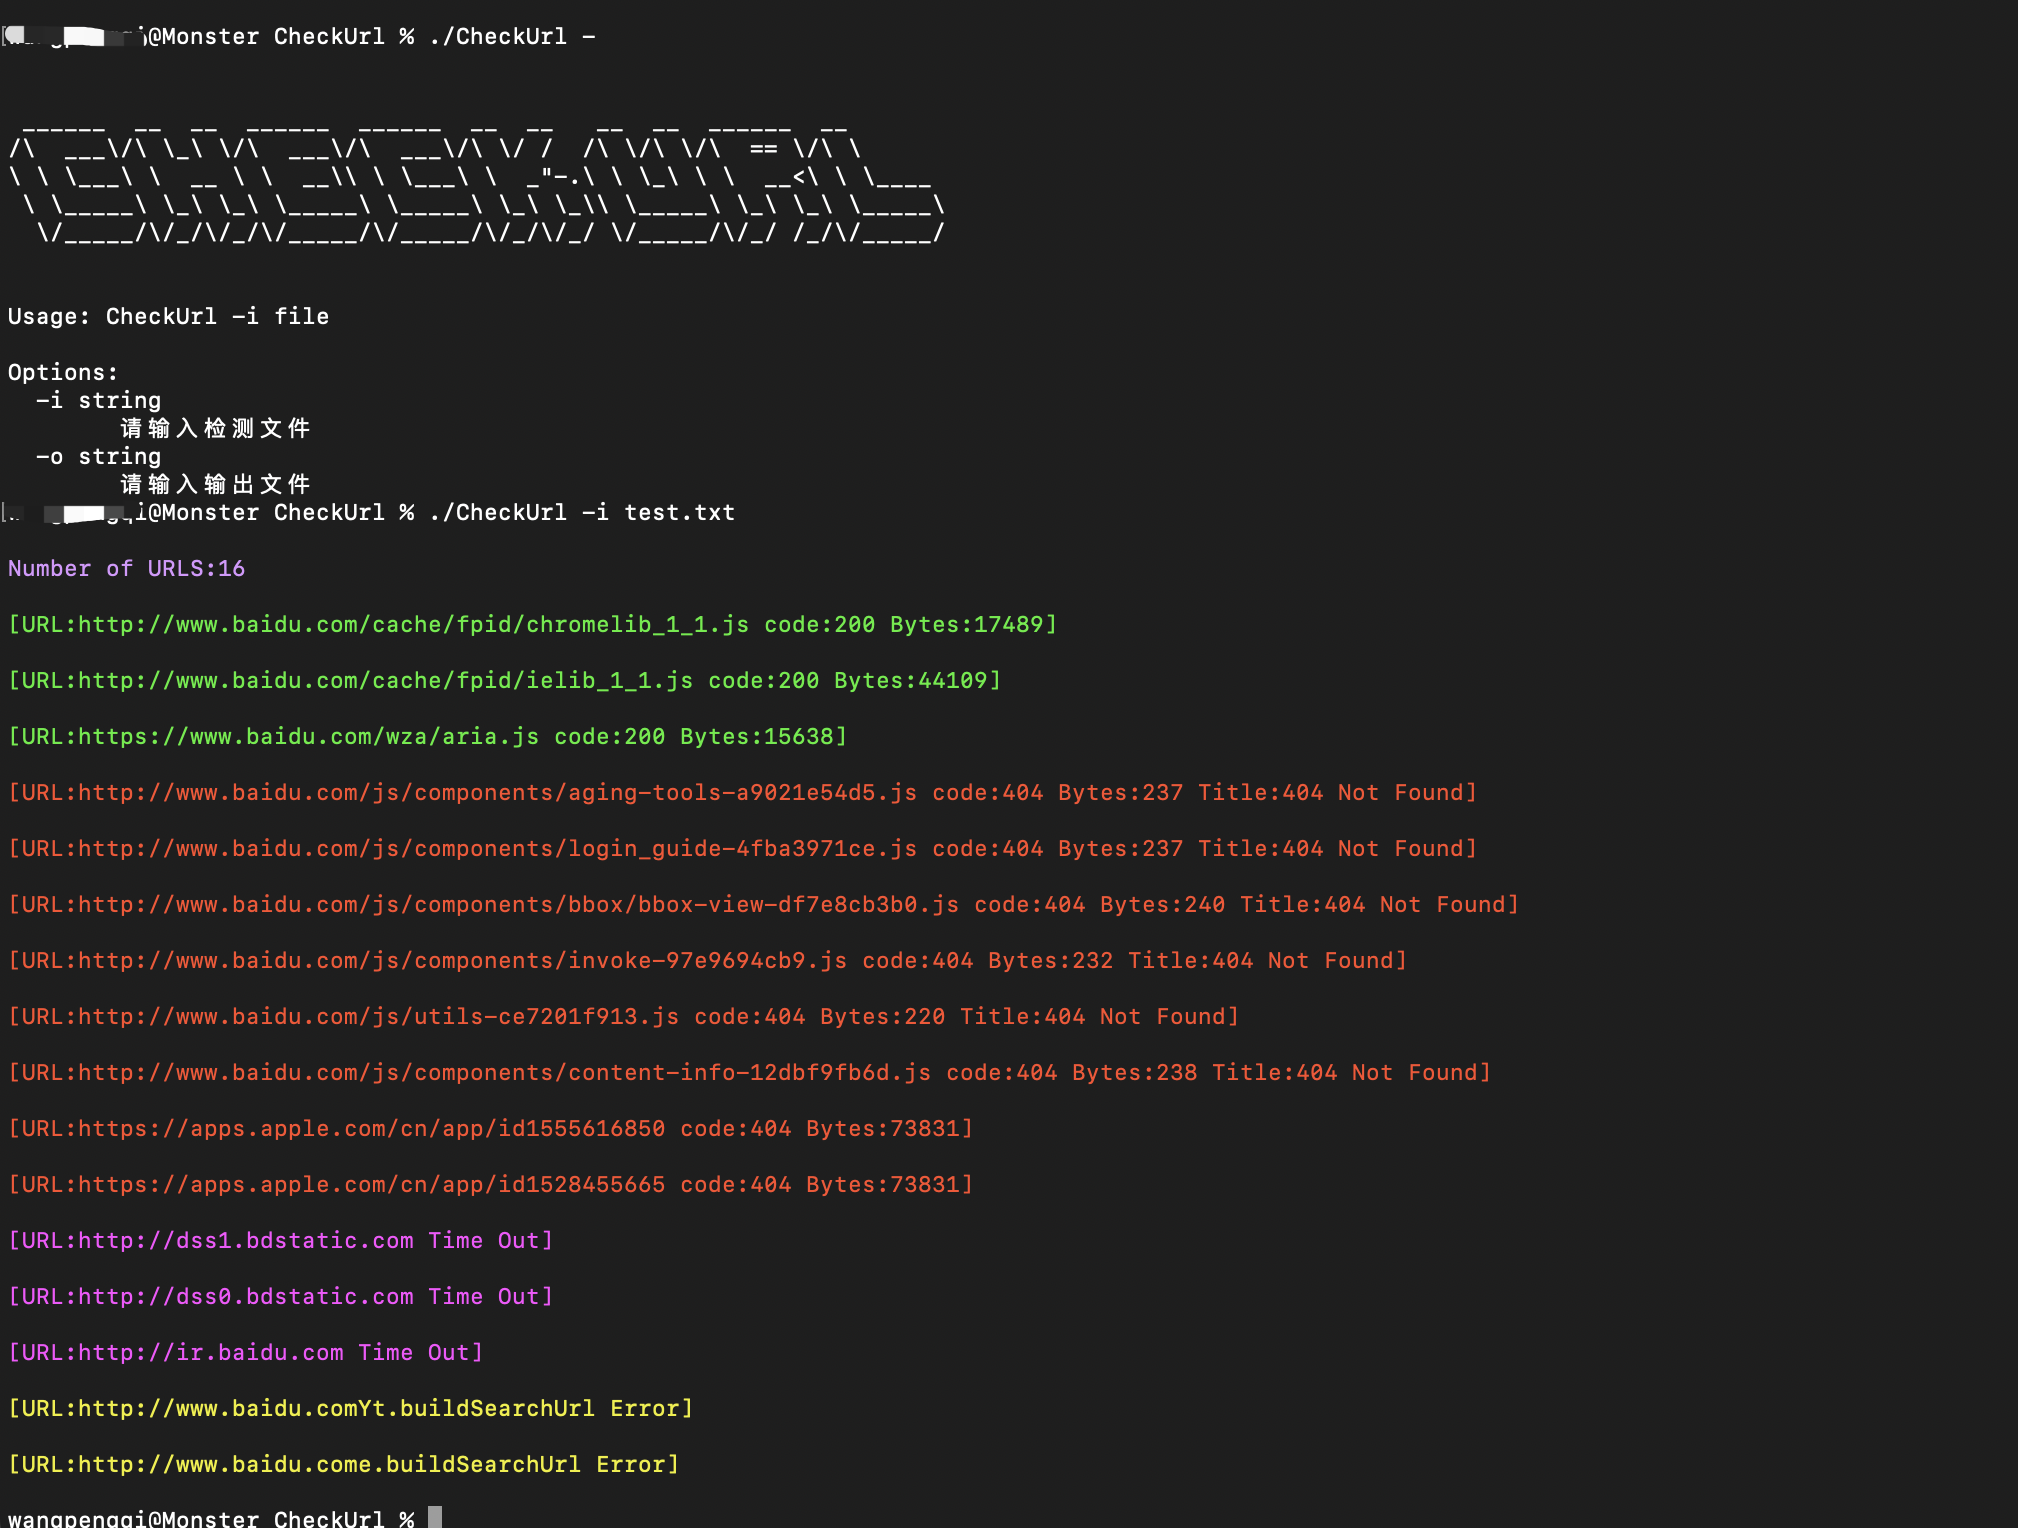 @Monster CheckUrl % ./CheckUrl -
 ______  __  __  ______  ______  __  __   __  __  ______  __
/\  ___\/\ \_\ \/\  ___\/\  ___\/\ \/ /  /\ \/\ \/\  == \/\ \
\ \ \___\ \  __ \ \  __\\ \ \___\ \  _"-.\ \ \_\ \ \  __<\ \ \____
 \ \_____\ \_\ \_\ \_____\ \_____\ \_\ \_\\ \_____\ \_\ \_\ \_____\
  \/_____/\/_/\/_/\/_____/\/_____/\/_/\/_/ \/_____/\/_/ /_/\/_____/
Usage: CheckUrl -i file
Options:
-i string
请输入检测文件
-o string
请输入输出文件
@Monster CheckUrl % ./CheckUrl -i test.txt
Number of URLS:16
[URL:http://www.baidu.com/cache/fpid/chromelib_1_1.js code:200 Bytes:17489]
[URL:http://www.baidu.com/cache/fpid/ielib_1_1.js code:200 Bytes:44109]
[URL:https://www.baidu.com/wza/aria.js code:200 Bytes:15638]
[URL:http://www.baidu.com/js/components/aging-tools-a9021e54d5.js code:404 Bytes:237 Title:404 Not Found]
[URL:http://www.baidu.com/js/components/login_guide-4fba3971ce.js code:404 Bytes:237 Title:404 Not Found]
[URL:http://www.baidu.com/js/components/bbox/bbox-view-df7e8cb3b0.js code:404 Bytes:240 Title:404 Not Found]
[URL:http://www.baidu.com/js/components/invoke-97e9694cb9.js code:404 Bytes:232 Title:404 Not Found]
[URL:http://www.baidu.com/js/utils-ce7201f913.js code:404 Bytes:220 Title:404 Not Found]
[URL:http://www.baidu.com/js/components/content-info-12dbf9fb6d.js code:404 Bytes:238 Title:404 Not Found]
[URL:https://apps.apple.com/cn/app/id1555616850 code:404 Bytes:73831]
[URL:https://apps.apple.com/cn/app/id1528455665 code:404 Bytes:73831]
[URL:http://dss1.bdstatic.com Time Out]
[URL:http://dss0.bdstatic.com Time Out]
[URL:http://ir.baidu.com Time Out]
[URL:http://www.baidu.comYt.buildSearchUrl Error]
[URL:http://www.baidu.come.buildSearchUrl Error]
wangpengqi@Monster CheckUrl %